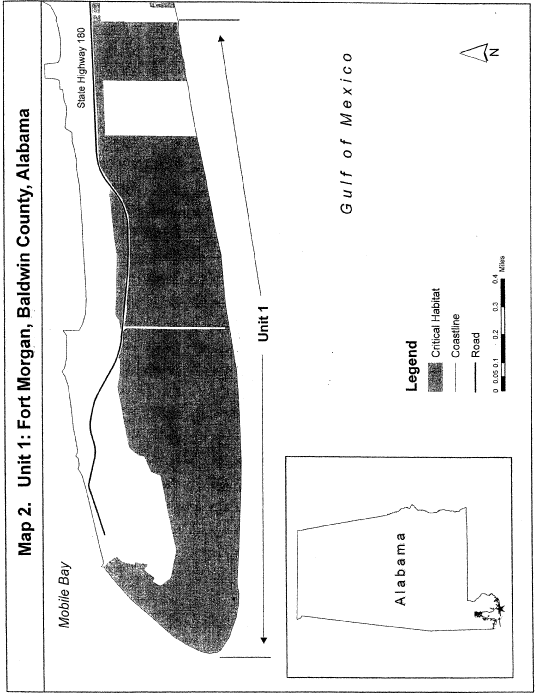 Map 2. Unit 1: Fort Morgan, Baldwin County, Alabama
Mobile Bay
State Highway 180
Unit 1
Gulf of Mexico
N
Legend
Critical Habitat
Coastline
Road
0 0.05 0.1 0.2 0.3 0.4 Miles
Alabama